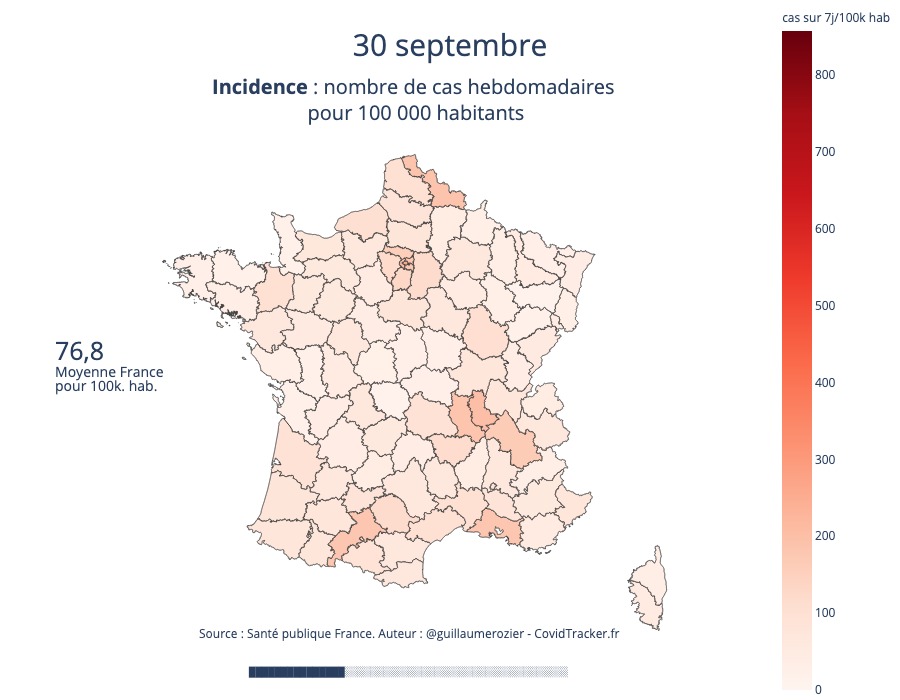 cas sur 7j/100k hab
30 septembre
Incidence : nombre de cas hebdomadaires
pour 100 000 habitants
800
700
600
500
400
300
200
100
0
76,8
Moyenne France
pour 100k. hab.
Source : Santé publique France. Auteur : @guillaumerozier - CovidTracker.fr